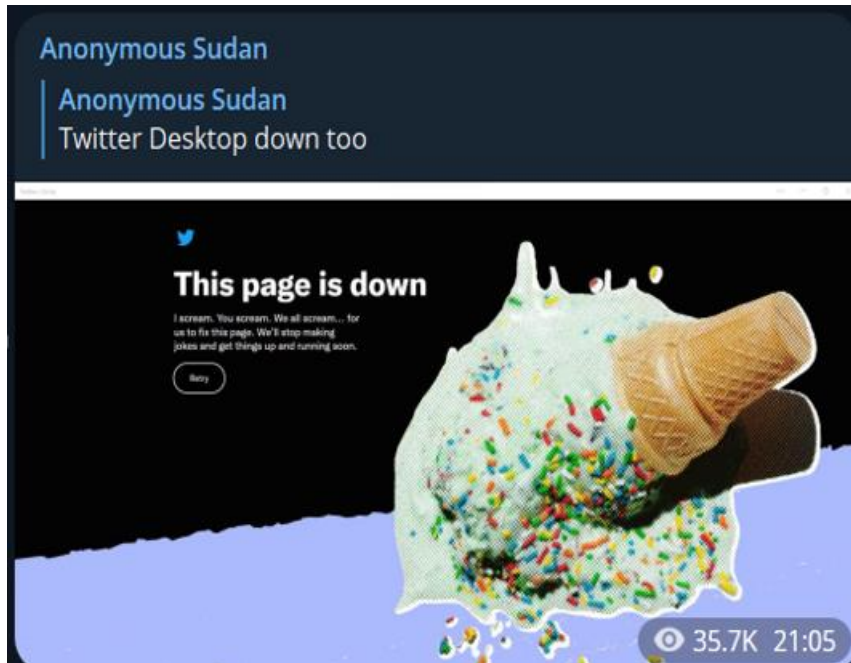 Anonymous Sudan
Anonymous Sudan
Twitter Desktop down too
This page is down
I scream. You scream. We all scream... for
us to fix this page. We'll stop making
jokes and get things up and running soon.
Retry
35.7K 21:05